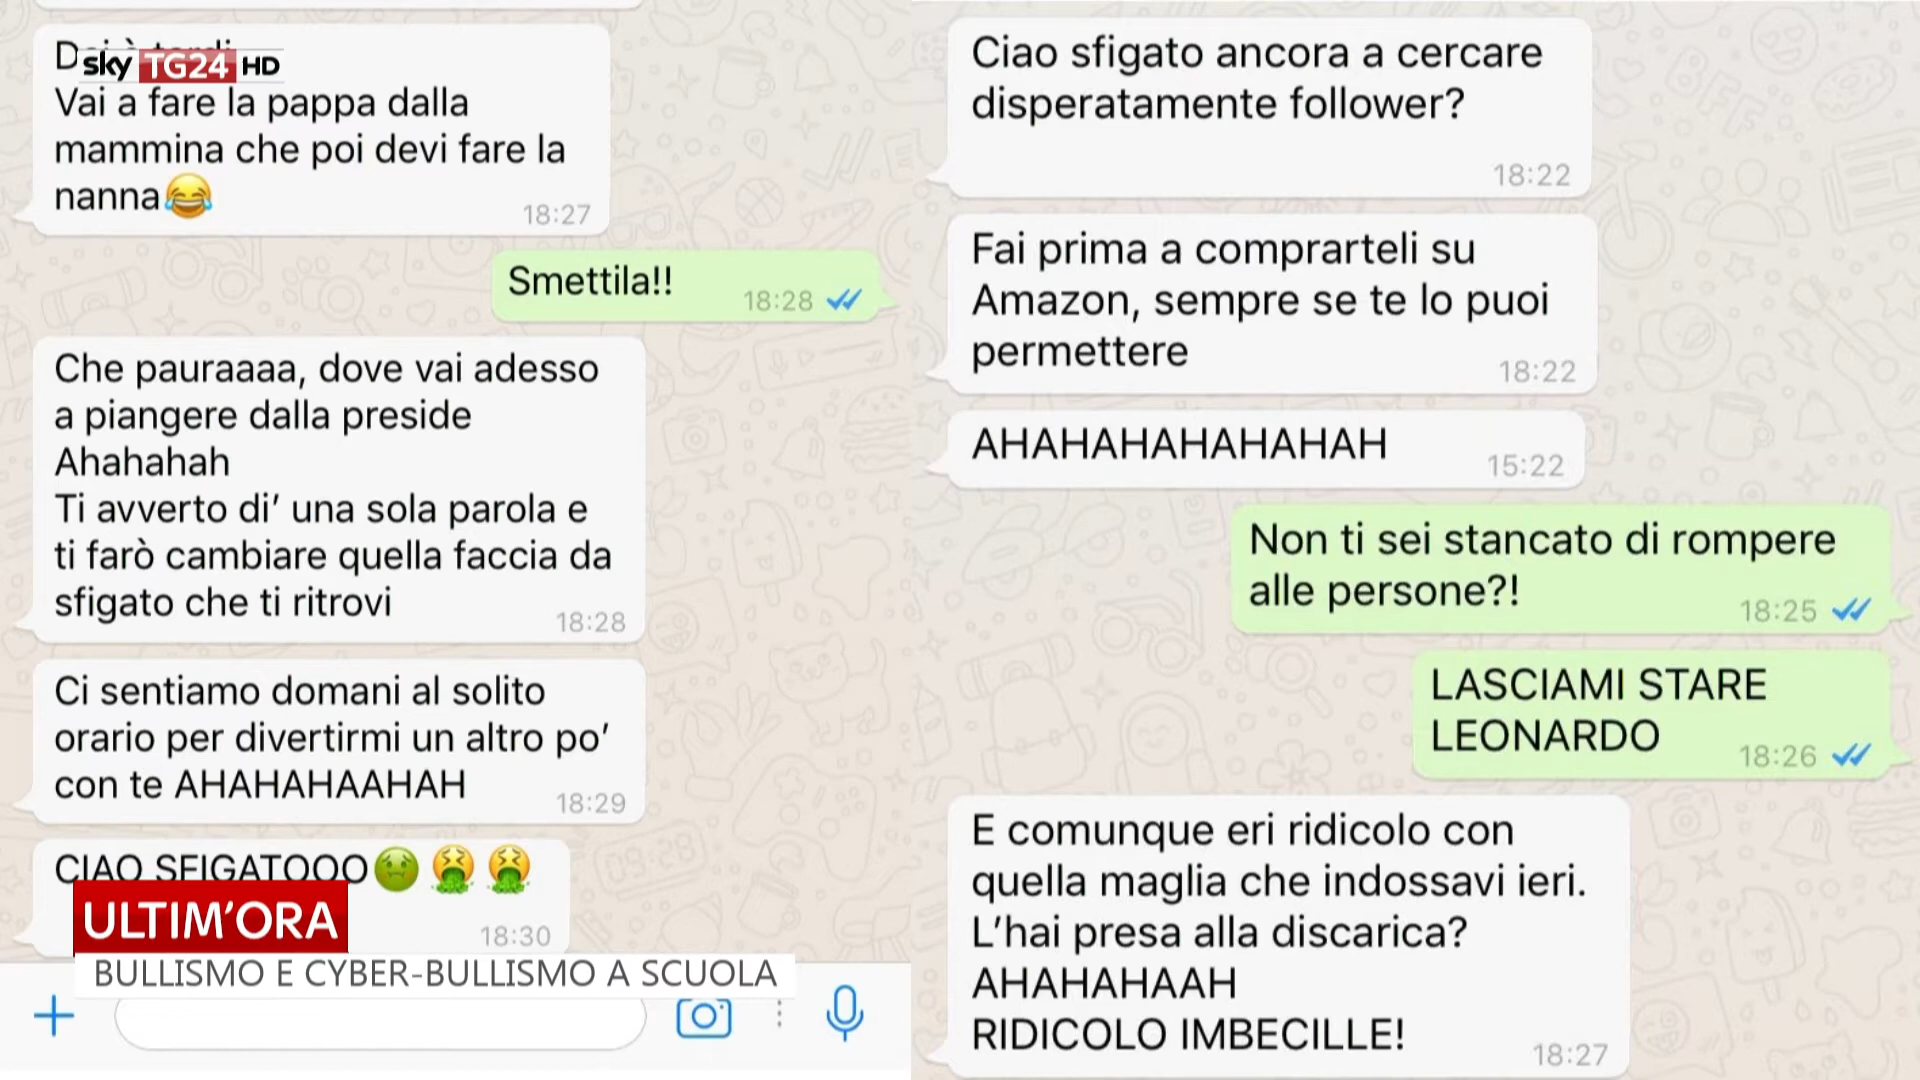 sky TG24 HD
Vai a fare la pappa dalla
mammina che poi devi fare la
nanna😂
18:27
Smettila!!
18:28
Che pauraaaa, dove vai adesso
a piangere dalla preside
Ahahahah
Ti avverto di’ una sola parola e
ti farò cambiare quella faccia da
sfigato che ti ritrovi
18:28
Ci sentiamo domani al solito
orario per divertirmi un altro po’
con te AHAHAHAAHAH
18:29
CIAO SFIGATOOO🤢🤮🤮
18:30
ULTIM’ORA
BULLISMO E CYBER-BULLISMO A SCUOLA
Ciao sfigato ancora a cercare
disperatamente follower?
18:22
Fai prima a comprarteli su
Amazon, sempre se te lo puoi
permettere
18:22
AHAHAHAHAHAHAH
15:22
Non ti sei stancato di rompere
alle persone?!
18:25
LASCIAMI STARE
LEONARDO
18:26
E comunque eri ridicolo con
quella maglia che indossavi ieri.
L’hai presa alla discarica?
AHAHAHAAH
RIDICOLO IMBECILLE!
18:27